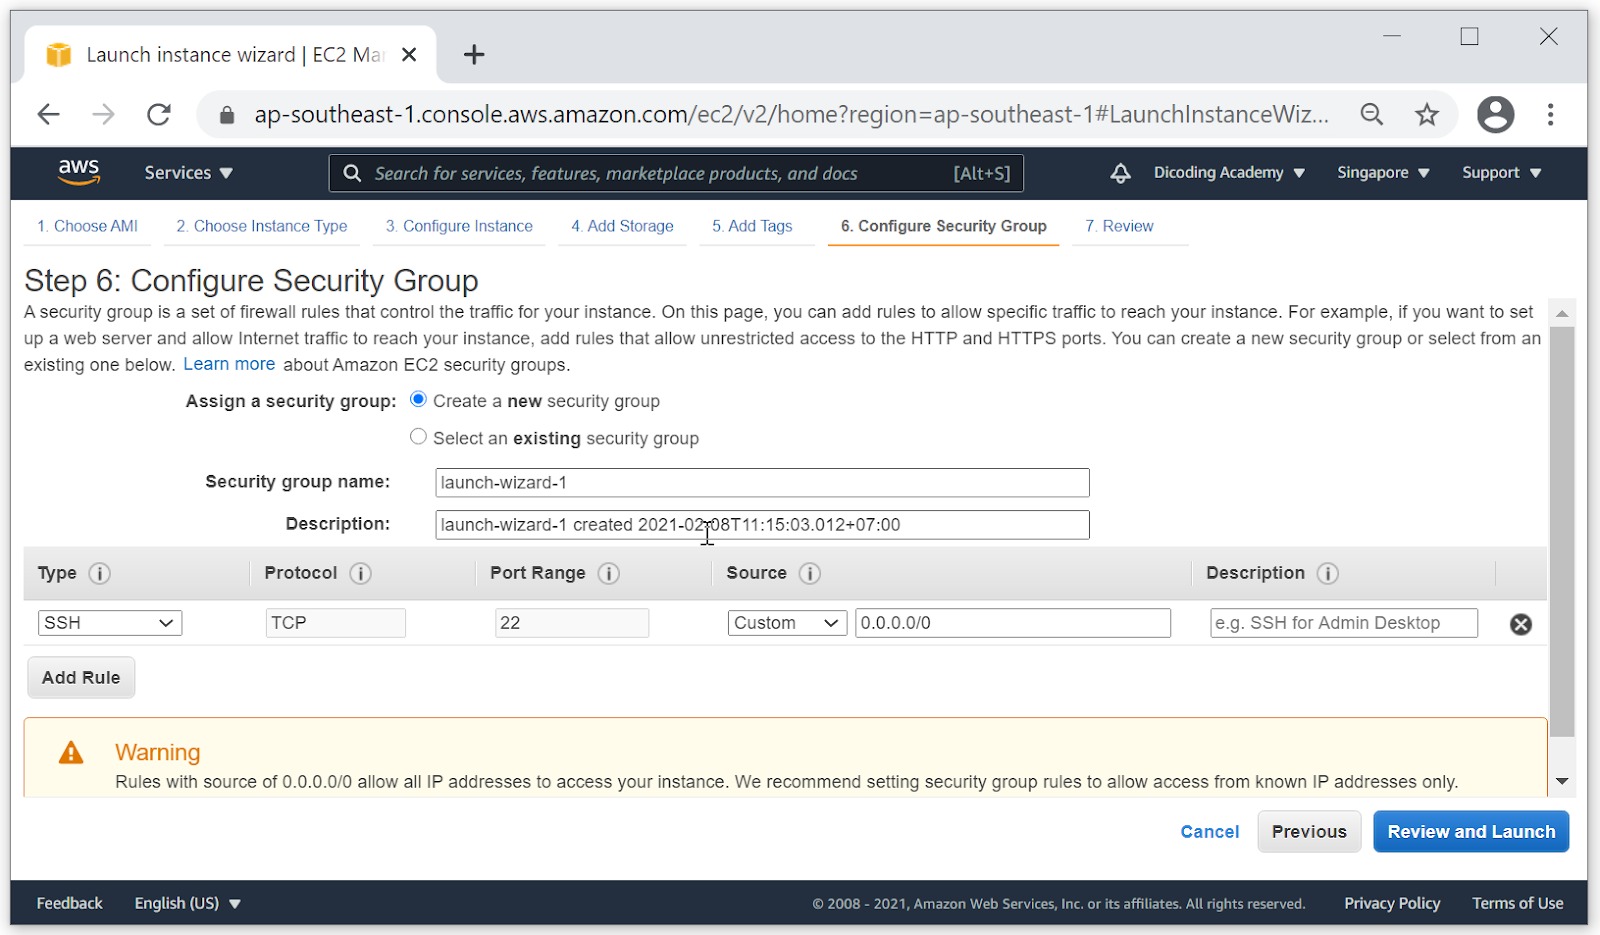 Launch instance wizard | EC2 Ma
ap-southeast-1.console.aws.amazon.com/ec2/v2/home?region=ap-southeast-1#LaunchInstanceWiz...
aws Services Search for services, features, marketplace products, and docs [Alt+S] Dicoding Academy Singapore Support
1. Choose AMI 2. Choose Instance Type 3. Configure Instance 4. Add Storage 5. Add Tags 6. Configure Security Group 7. Review
Step 6: Configure Security Group
A security group is a set of firewall rules that control the traffic for your instance. On this page, you can add rules to allow specific traffic to reach your instance. For example, if you want to set
up a web server and allow Internet traffic to reach your instance, add rules that allow unrestricted access to the HTTP and HTTPS ports. You can create a new security group or select from an
existing one below. Learn more about Amazon EC2 security groups.
Assign a security group: Create a new security group
Select an existing security group
Security group name: launch-wizard-1
Description: launch-wizard-1 created 2021-02-08T11:15:03.012+07:00
Type i Protocol i Port Range i Source i Description i
SSH TCP 22 Custom 0.0.0.0/0 e.g. SSH for Admin Desktop
Add Rule
Warning
Rules with source of 0.0.0.0/0 allow all IP addresses to access your instance. We recommend setting security group rules to allow access from known IP addresses only.
Cancel Previous Review and Launch
Feedback English (US) © 2008 - 2021, Amazon Web Services, Inc. or its affiliates. All rights reserved. Privacy Policy Terms of Use